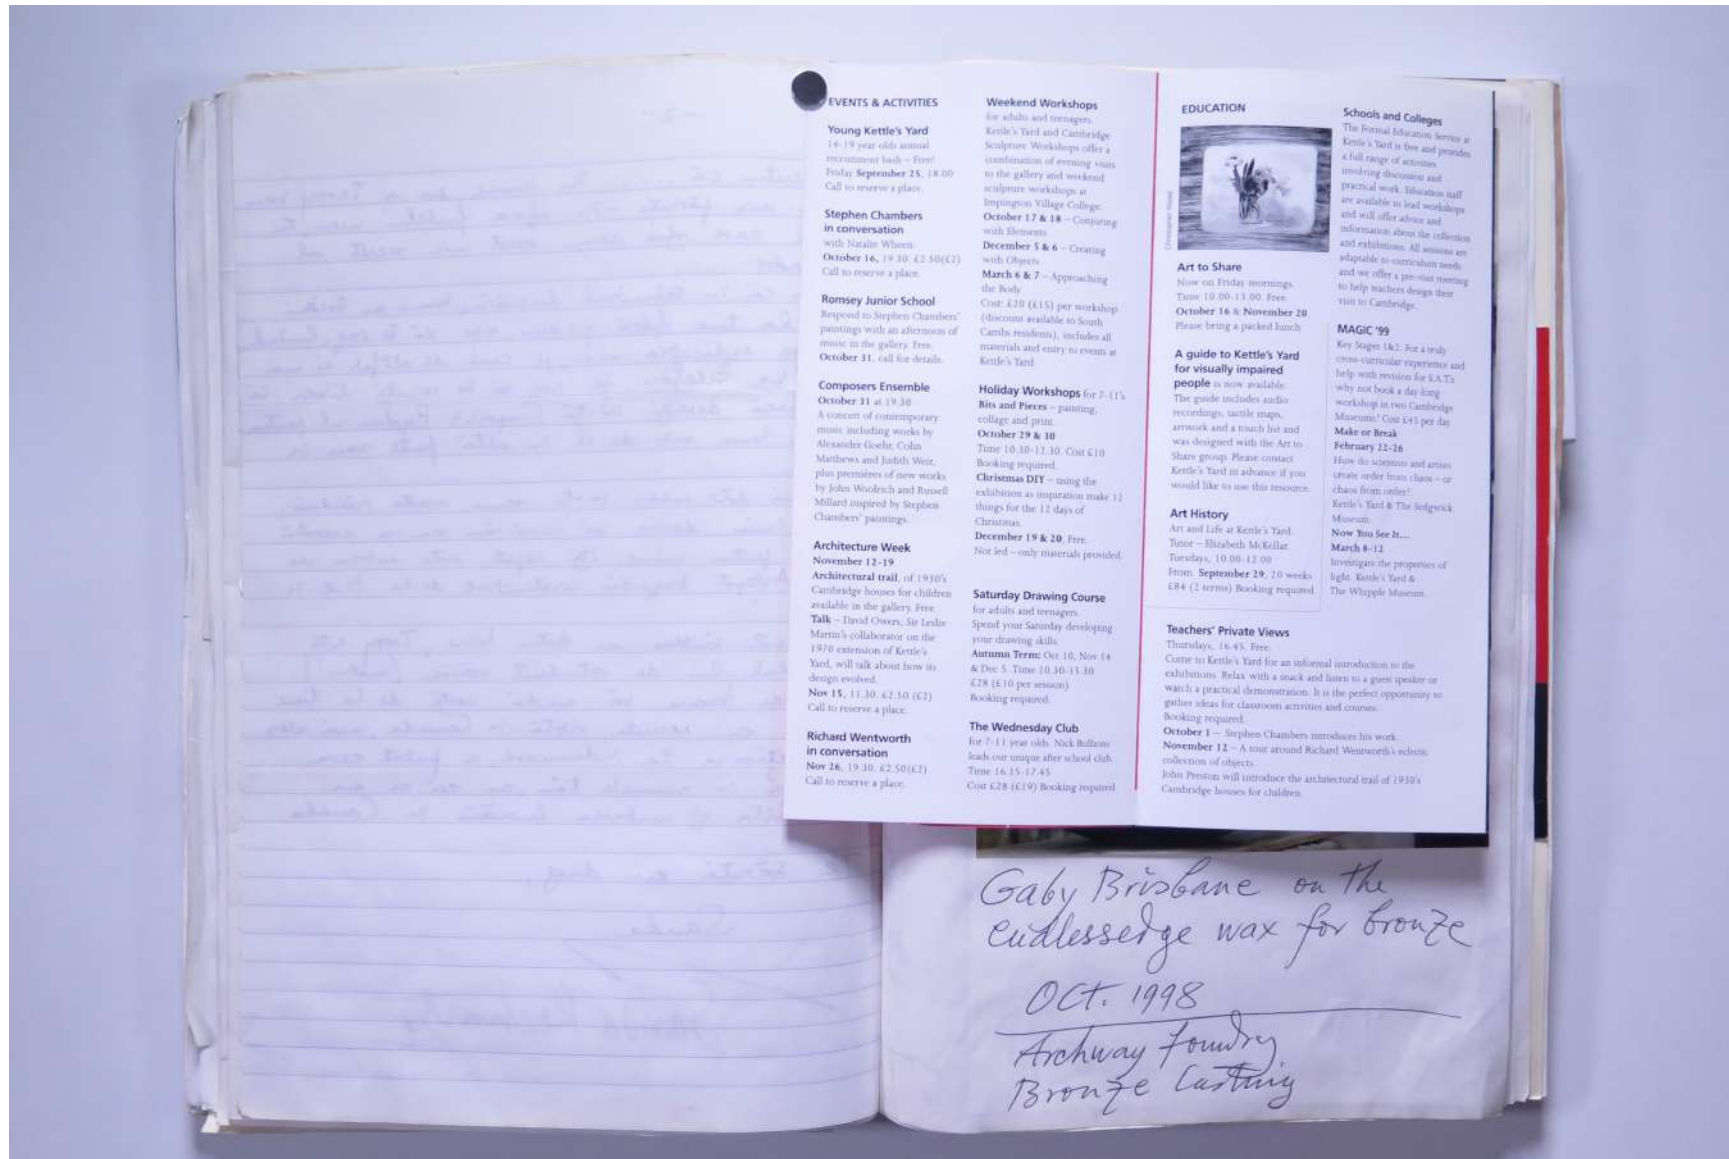 EVENTS & ACTIVITIES
Young Kettle's Yard
14-19 year olds annual
recruitment bash – Free!
Friday September 25, 18.00
Call to reserve a place.
Stephen Chambers
in conversation
with Natalie Wheen.
October 16, 19.30. £2.50(£2)
Call to reserve a place.
Romsey Junior School
Respond to Stephen Chambers'
paintings with an afternoon of
music in the gallery. Free.
October 31, call for details.
Composers Ensemble
October 31 at 19.30
A concert of contemporary
music including works by
Alexander Goehr, Colin
Matthews and Judith Weir,
plus premières of new works
by John Woolrich and Russell
Millard inspired by Stephen
Chambers' paintings.
Architecture Week
November 12-19
Architectural trail, of 1930's
Cambridge houses for children
available in the gallery. Free.
Talk – David Owers, Sir Leslie
Martin's collaborator on the
1970 extension of Kettle's
Yard, will talk about how its
design evolved.
Nov 15, 11.30. £2.50 (£2)
Call to reserve a place.
Richard Wentworth
in conversation
Nov 26, 19.30. £2.50(£2)
Call to reserve a place.
Weekend Workshops
for adults and teenagers.
Kettle's Yard and Cambridge
Sculpture Workshops offer a
combination of evening visits
to the gallery and weekend
sculpture workshops at
Impington Village College.
October 17 & 18 – Conjuring
with Elements
December 5 & 6 – Creating
with Objects
March 6 & 7 – Approaching
the Body
Cost: £20 (£15) per workshop
(discount available to South
Cambs residents), includes all
materials and entry to events at
Kettle's Yard.
Holiday Workshops for 7-11's
Bits and Pieces – painting,
collage and print.
October 29 & 30
Time 10.30-12.30. Cost £10
Booking required.
Christmas DIY – using the
exhibition as inspiration make 12
things for the 12 days of
Christmas.
December 19 & 20, Free.
Not led – only materials provided.
Saturday Drawing Course
for adults and teenagers.
Spend your Saturday developing
your drawing skills.
Autumn Term: Oct 10, Nov 14
& Dec 5. Time 10.30-15.30
£28 (£10 per session)
Booking required.
The Wednesday Club
for 7-11 year olds. Nick
leads our unique after school club.
Time 16.15-17.45
Cost £28 (£19) Booking required
EDUCATION
Art to Share
Now on Friday mornings.
Time 10.00-13.00. Free.
October 16 & November 20
Please bring a packed lunch
A guide to Kettle's Yard
for visually impaired
people is now available.
The guide includes audio
recordings, tactile maps,
artwork and a touch list and
was designed with the Art to
Share group. Please contact
Kettle's Yard in advance if you
would like to use this resource.
Art History
Art and Life at Kettle's Yard.
Tutor – Elizabeth McKellar
Tuesdays, 10.00-12.00
From: September 29, 20 weeks
£84 (2 terms) Booking required.
Schools and Colleges
The Formal Education Service at
Kettle's Yard is free and provides
a full range of activities
involving discussion and
practical work. Education staff
are available to lead workshops
and will offer advice and
information about the collection
and exhibitions. All sessions are
adaptable to curriculum needs
and we offer a pre-visit meeting
to help teachers design their
visit to Cambridge.
MAGIC '99
Key Stages 1&2. For a truly
cross-curricular experience and
help with revision for S.A.T.s
why not book a day-long
workshop in two Cambridge
Museums? Cost £45 per day
Make or Break
February 22-26
How do scientists and artists
create order from chaos – or
chaos from order?
Kettle's Yard & The Sedgwick
Museum.
Now You See It...
March 8-12
Investigate the properties of
light. Kettle's Yard &
The Whipple Museum.
Teachers' Private Views
Thursdays, 16.45. Free.
Come to Kettle's Yard for an informal introduction to the
exhibitions. Relax with a snack and listen to a guest speaker or
watch a practical demonstration. It is the perfect opportunity to
gather ideas for classroom activities and courses.
Booking required.
October 1 – Stephen Chambers introduces his work.
November 12 – A tour around Richard Wentworth's eclectic
collection of objects.
John Preston will introduce the architectural trail of 1930's
Cambridge houses for children.
Gaby Brisbane on the
endlessedge wax for bronze
OCT. 1998
Archway Foundry
Bronze Casting